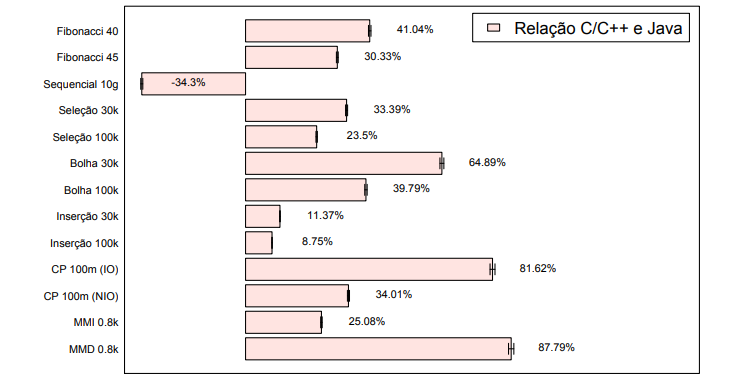 Relação C/C++ e Java
Fibonacci 40 41.04%
Fibonacci 45 30.33%
Sequencial 10g -34.3%
Seleção 30k 33.39%
Seleção 100k 23.5%
Bolha 30k 64.89%
Bolha 100k 39.79%
Inserção 30k 11.37%
Inserção 100k 8.75%
CP 100m (IO) 81.62%
CP 100m (NIO) 34.01%
MMI 0.8k 25.08%
MMD 0.8k 87.79%